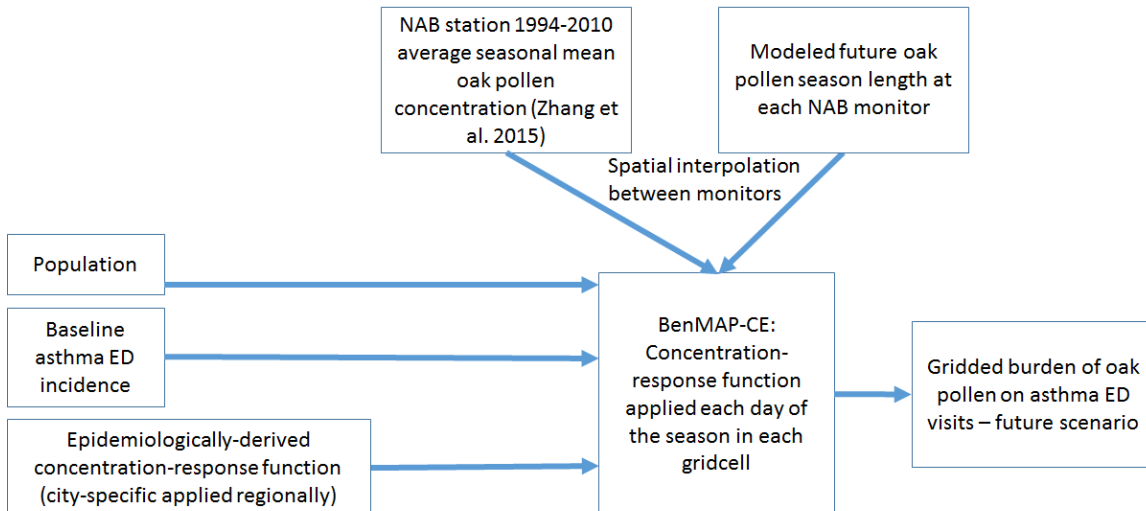 NAB station 1994-2010
average seasonal mean
oak pollen
concentration (Zhang et
al. 2015)
Modeled future oak
pollen season length at
each NAB monitor
Spatial interpolation
between monitors
Population
Baseline
asthma ED
incidence
Epidemiologically-derived
concentration-response function
(city-specific applied regionally)
BenMAP-CE:
Concentration-
response function
applied each day of
the season in each
gridcell
Gridded burden of oak
pollen on asthma ED
visits – future scenario